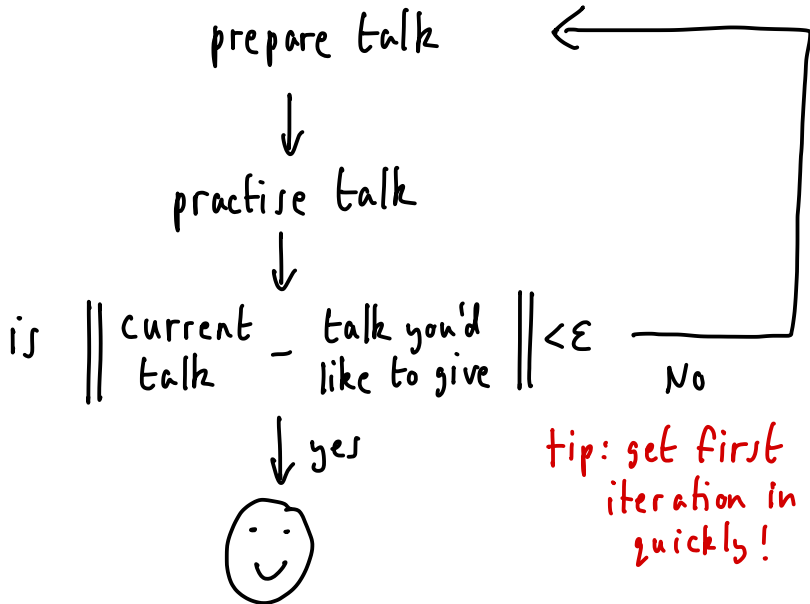 prepare talk
practise talk
is || current talk - talk you'd like to give || < ε
No
yes
tip: get first
iteration in
quickly!